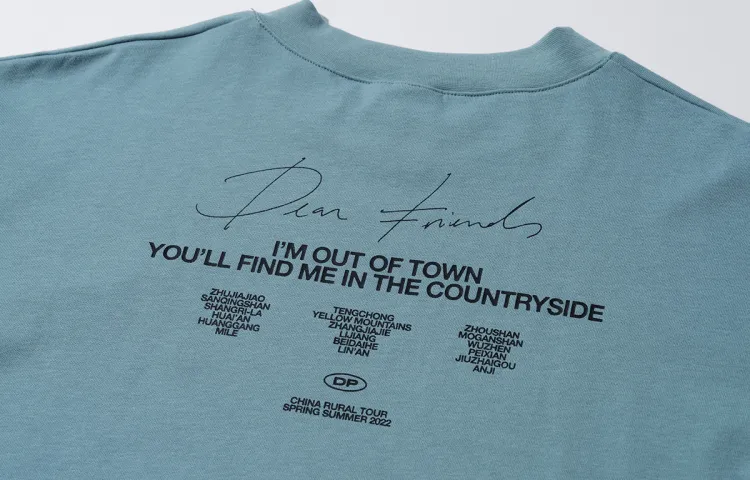 Dear Friends
I'M OUT OF TOWN
YOU'LL FIND ME IN THE COUNTRYSIDE
ZHUJIAJIAO
SANQINGSHAN
SHANGRI-LA
HUAI'AN
HUANGGANG
MILE
TENGCHONG
YELLOW MOUNTAINS
ZHANGJIAJIE
LIJIANG
BEIDAIHE
LIN'AN
ZHOUSHAN
MOGANSHAN
WUZHEN
PEIXIAN
JIUZHAIGOU
ANJI
DP
CHINA RURAL TOUR
SPRING SUMMER 2022